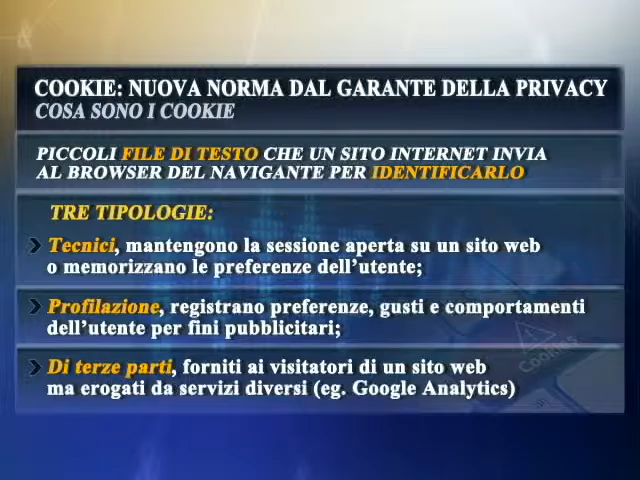 COOKIE: NUOVA NORMA DAL GARANTE DELLA PRIVACY
COSA SONO I COOKIE
PICCOLI FILE DI TESTO CHE UN SITO INTERNET INVIA
AL BROWSER DEL NAVIGANTE PER IDENTIFICARLO
TRE TIPOLOGIE:
Tecnici, mantengono la sessione aperta su un sito web
o memorizzano le preferenze dell'utente;
Profilazione, registrano preferenze, gusti e comportamenti
dell'utente per fini pubblicitari;
Di terze parti, forniti ai visitatori di un sito web
ma erogati da servizi diversi (eg. Google Analytics)
Cookies